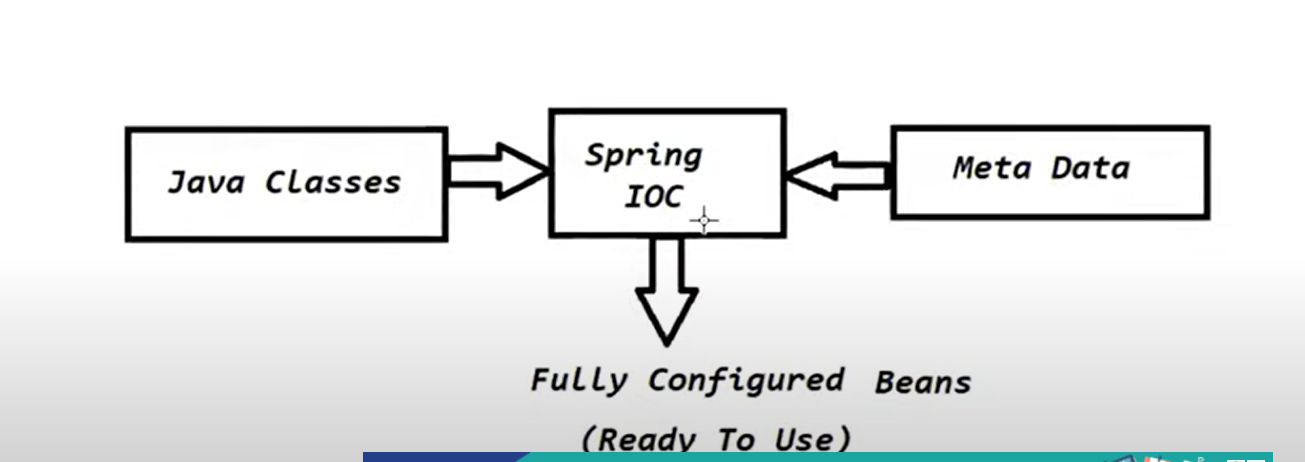 Java Classes
Spring
IOC
Meta Data
Fully Configured Beans
(Ready To Use)